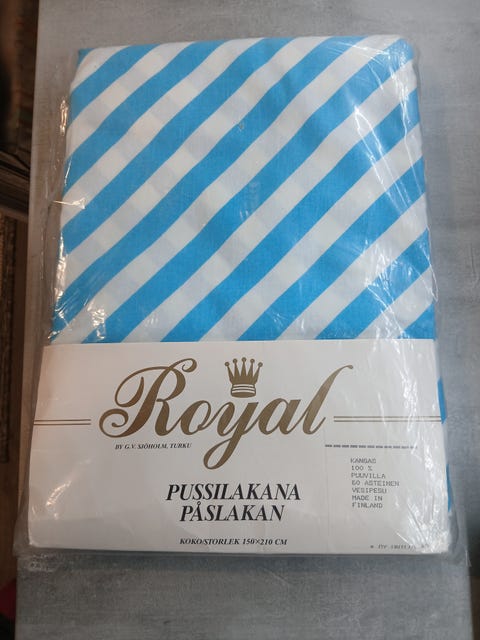 Royal
BY G.V. SJÖHOLM, TURKU
KANGAS
100 %
PUUVILLA
60 ASTEINEN
VESIPESU
MADE IN
FINLAND
PUSSILAKANA
PÅSLAKAN
KOKO/STORLEK 150×210 CM